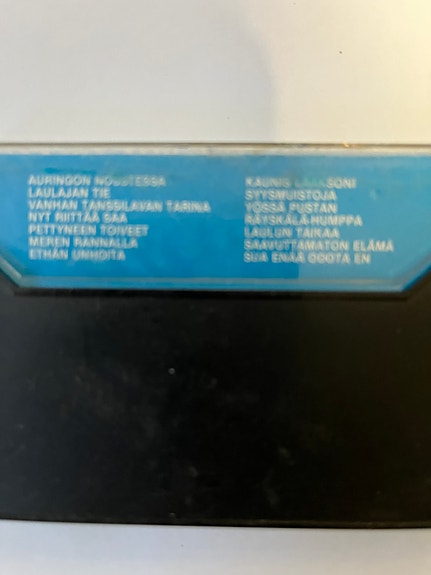 AURINGON NOUSTESSA
LAULAJAN TIE
VANHAN TANSSILAVAN TARINA
NYT RIITTÄÄ SAA
PETTYNEEN TOIVEET
MEREN RANNALLA
ETHÄN UNHOITA
KAUNIS LAAKSONI
SYYSMUISTOJA
YÖSSÄ PUSTAN
RÄYSKÄLÄ-HUMPPA
LAULUN TAIKAA
SAAVUTTAMATON ELÄMÄ
SUA ENÄÄ ODOTA EN